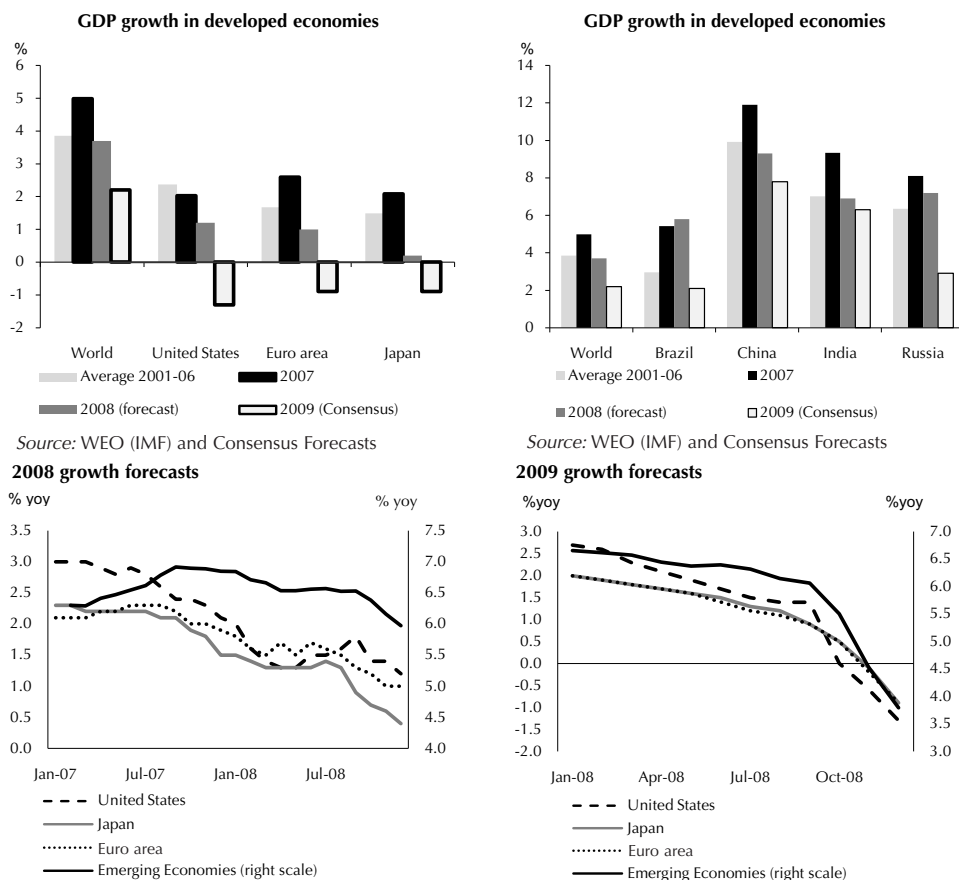 GDP growth in developed economies
%
6
5
4
3
2
1
0
-1
-2
World United States Euro area Japan
Average 2001-06 2007
2008 (forecast) 2009 (Consensus)
Source: WEO (IMF) and Consensus Forecasts
GDP growth in developed economies
%
14
12
10
8
6
4
2
0
World Brazil China India Russia
Average 2001-06 2007
2008 (forecast) 2009 (Consensus)
Source: WEO (IMF) and Consensus Forecasts
2008 growth forecasts
% yoy % yoy
3.5 7.5
3.0 7.0
2.5 6.5
2.0 6.0
1.5 5.5
1.0 5.0
0.5 4.5
0.0 4.0
Jan-07 Jul-07 Jan-08 Jul-08
United States
Japan
Euro area
Emerging Economies (right scale)
2009 growth forecasts
%yoy %yoy
3.0 7.0
2.5 6.5
2.0 6.0
1.5 5.5
1.0 5.0
0.5 4.5
0.0 4.0
-0.5 3.5
-1.0 3.0
-1.5
-2.0
Jan-08 Apr-08 Jul-08 Oct-08
United States
Japan
Euro area
Emerging Economies (right scale)